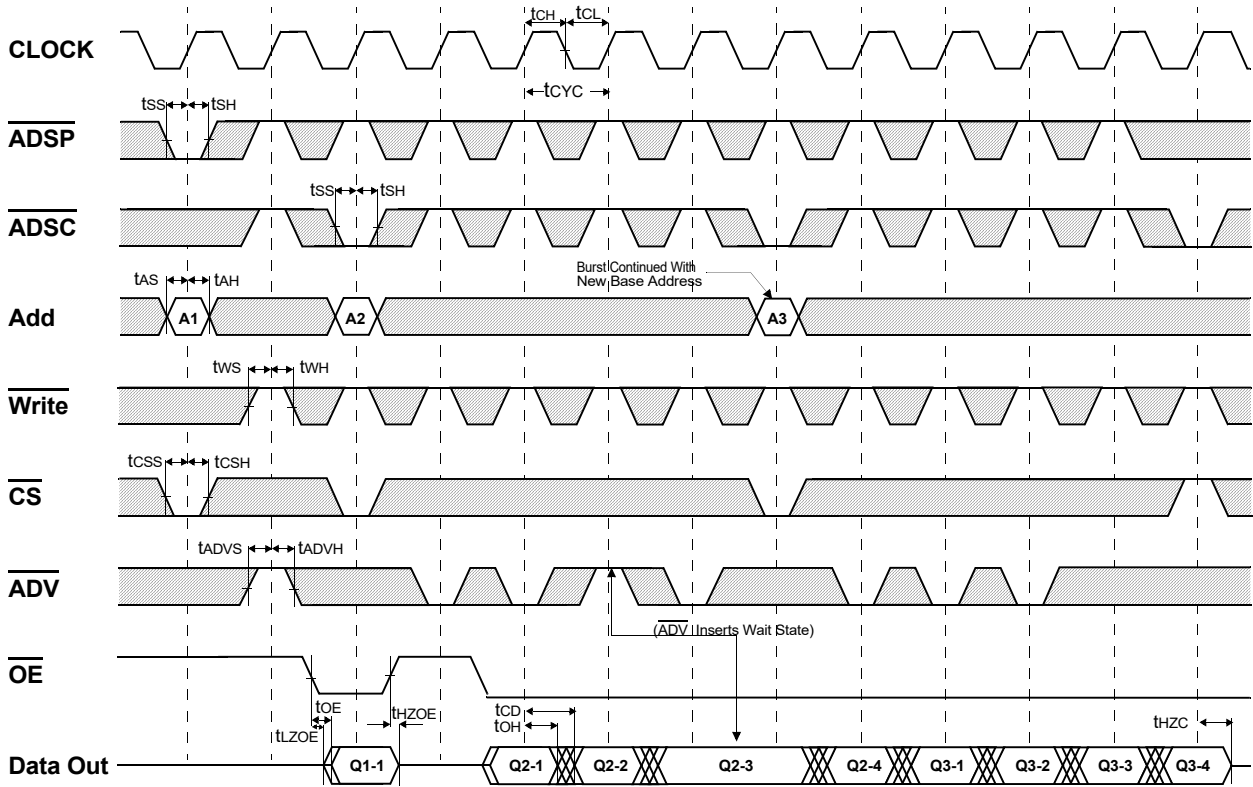 tCH tCL
CLOCK
tCYC
tSS tSH
ADSP
tSS tSH
ADSC
Burst Continued With
New Base Address
tAS tAH
Add A1 A2 A3
tWS tWH
Write
tCSS tCSH
CS
tADVS tADVH
ADV
(ADV Inserts Wait State)
OE
tOE tHZOE tCD tHZC
tLZOE tOH
Data Out Q1-1 Q2-1 Q2-2 Q2-3 Q2-4 Q3-1 Q3-2 Q3-3 Q3-4